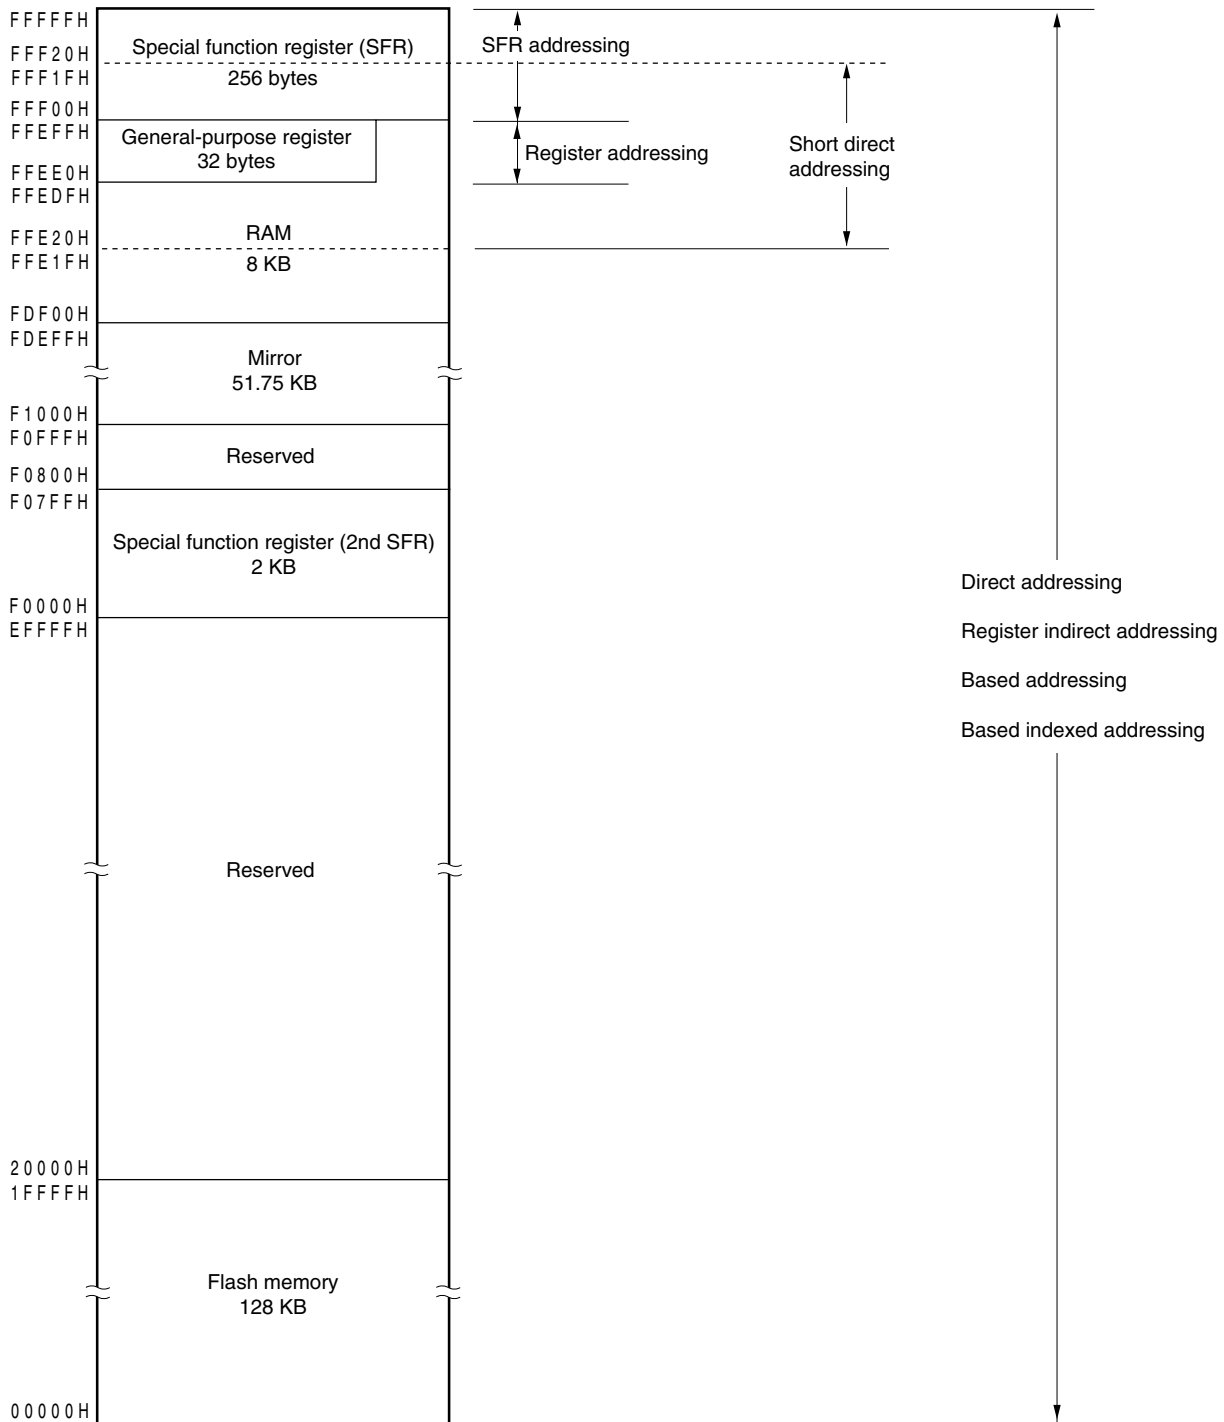 FFFFFH
Special function register (SFR)
256 bytes
SFR addressing
FFF20H
FFF1FH
FFF00H
FFEFFH
General-purpose register
32 bytes
Register addressing
Short direct
addressing
FFEE0H
FFEDFH
RAM
8 KB
FFE20H
FFE1FH
FDF00H
FDEFFH
Mirror
51.75 KB
F1000H
F0FFFH
Reserved
F0800H
F07FFH
Special function register (2nd SFR)
2 KB
F0000H
EFFFFH
Direct addressing
Register indirect addressing
Based addressing
Based indexed addressing
Reserved
20000H
1FFFFH
Flash memory
128 KB
00000H